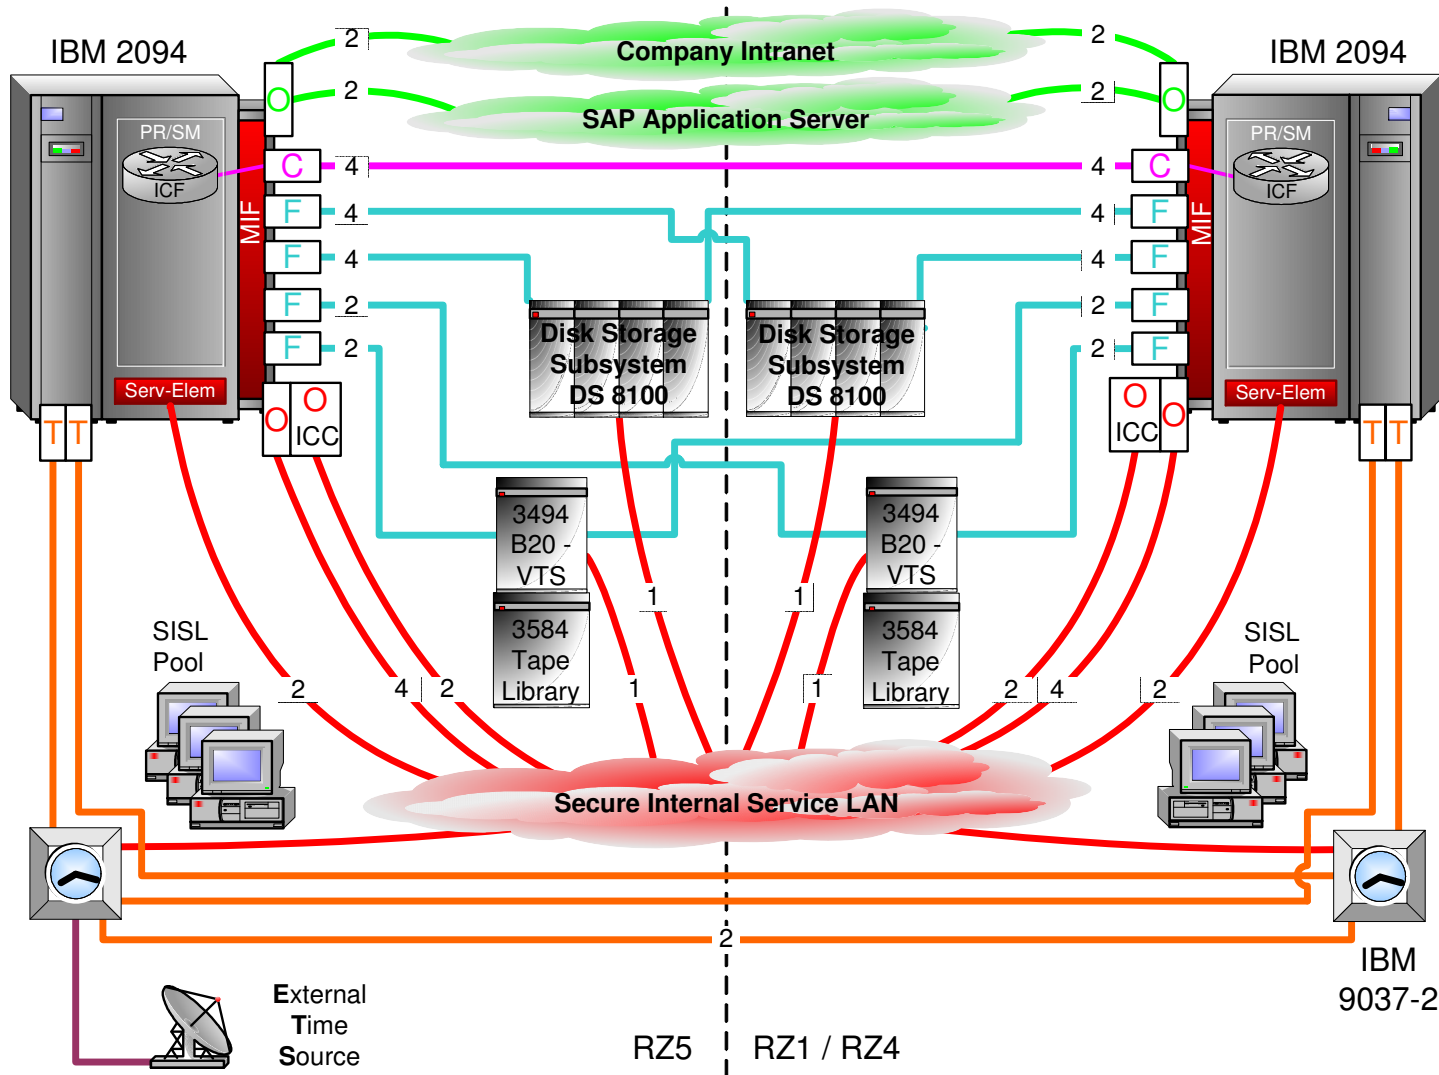 IBM 2094
IBM 2094
2
Company Intranet
2
O
2
SAP Application Server
2
O
PR/SM
ICF
PR/SM
ICF
C
4
4
C
MIF
MIF
F
4
4
F
F
4
4
F
F
2
2
F
F
2
2
F
Disk Storage
Subsystem
DS 8100
Disk Storage
Subsystem
DS 8100
Serv-Elem
Serv-Elem
O
O
ICC
O
ICC
O
T
T
T
T
3494
B20 -
VTS
3494
B20 -
VTS
1
1
3584
Tape
Library
3584
Tape
Library
SISL
Pool
SISL
Pool
2
4
2
1
1
2
4
2
Secure Internal Service LAN
2
IBM
9037-2
External
Time
Source
RZ5
RZ1 / RZ4